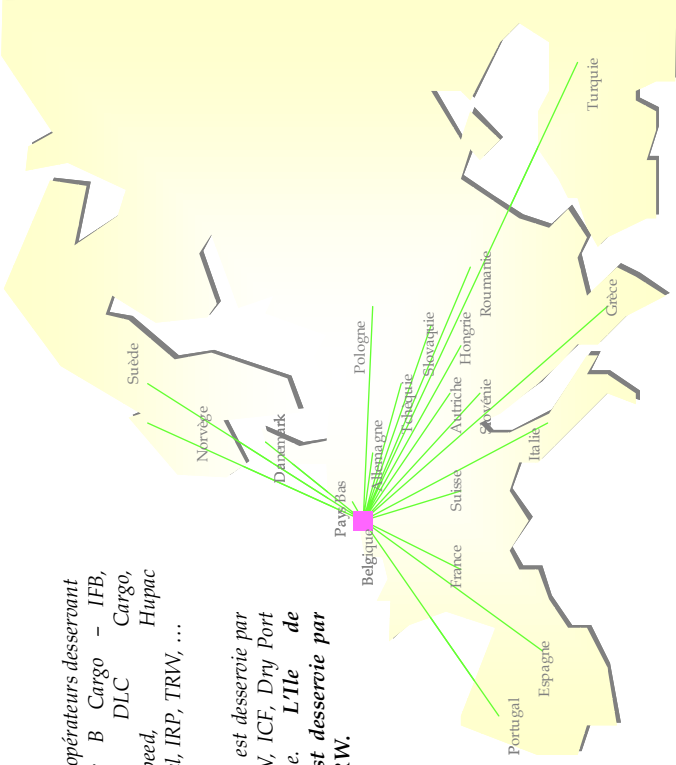 opérateurs desservant
B Cargo – IFB,
DLC Cargo,
peed, Hupac
l, IRP, TRW, …
est desservie par
, ICF, Dry Port
e. L'Ile de
st desservie par
RW.
Suède
Norvège
Danemark
Pays-Bas
Pologne
Belgique
Allemagne
Tchéquie
Slovaquie
France
Suisse
Autriche
Hongrie
Slovénie
Roumanie
Portugal
Italie
Espagne
Turquie
Grèce